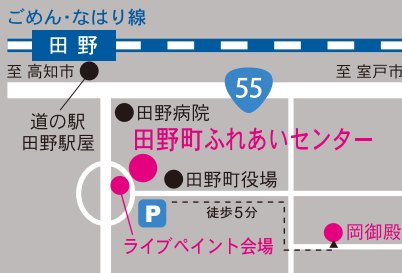 ごめん・なはり線
田野
至 高知市
至 室戸市
55
道の駅
田野駅屋
田野病院
田野町ふれあいセンター
田野町役場
P
徒歩5分
岡御殿
ライブペイント会場